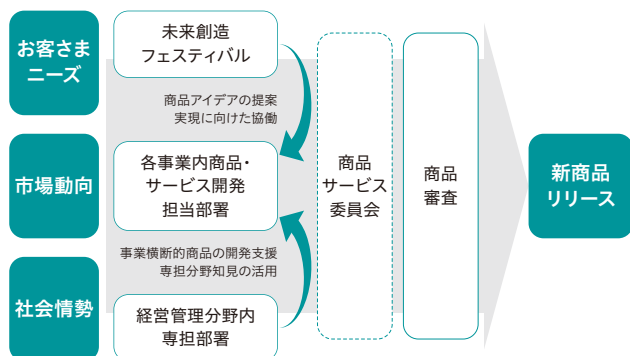 お客さま
ニーズ
市場動向
社会情勢
未来創造
フェスティバル
商品アイデアの提案
実現に向けた協働
各事業内商品・
サービス開発
担当部署
事業横断的商品の開発支援
専担分野知見の活用
経営管理分野内
専担部署
商品
サービス
委員会
商品
審査
新商品
リリース